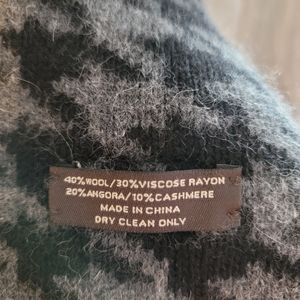 40%WOOL/30%VISCOSE RAYON
20%ANGORA/10%CASHMERE
MADE IN CHINA
DRY CLEAN ONLY